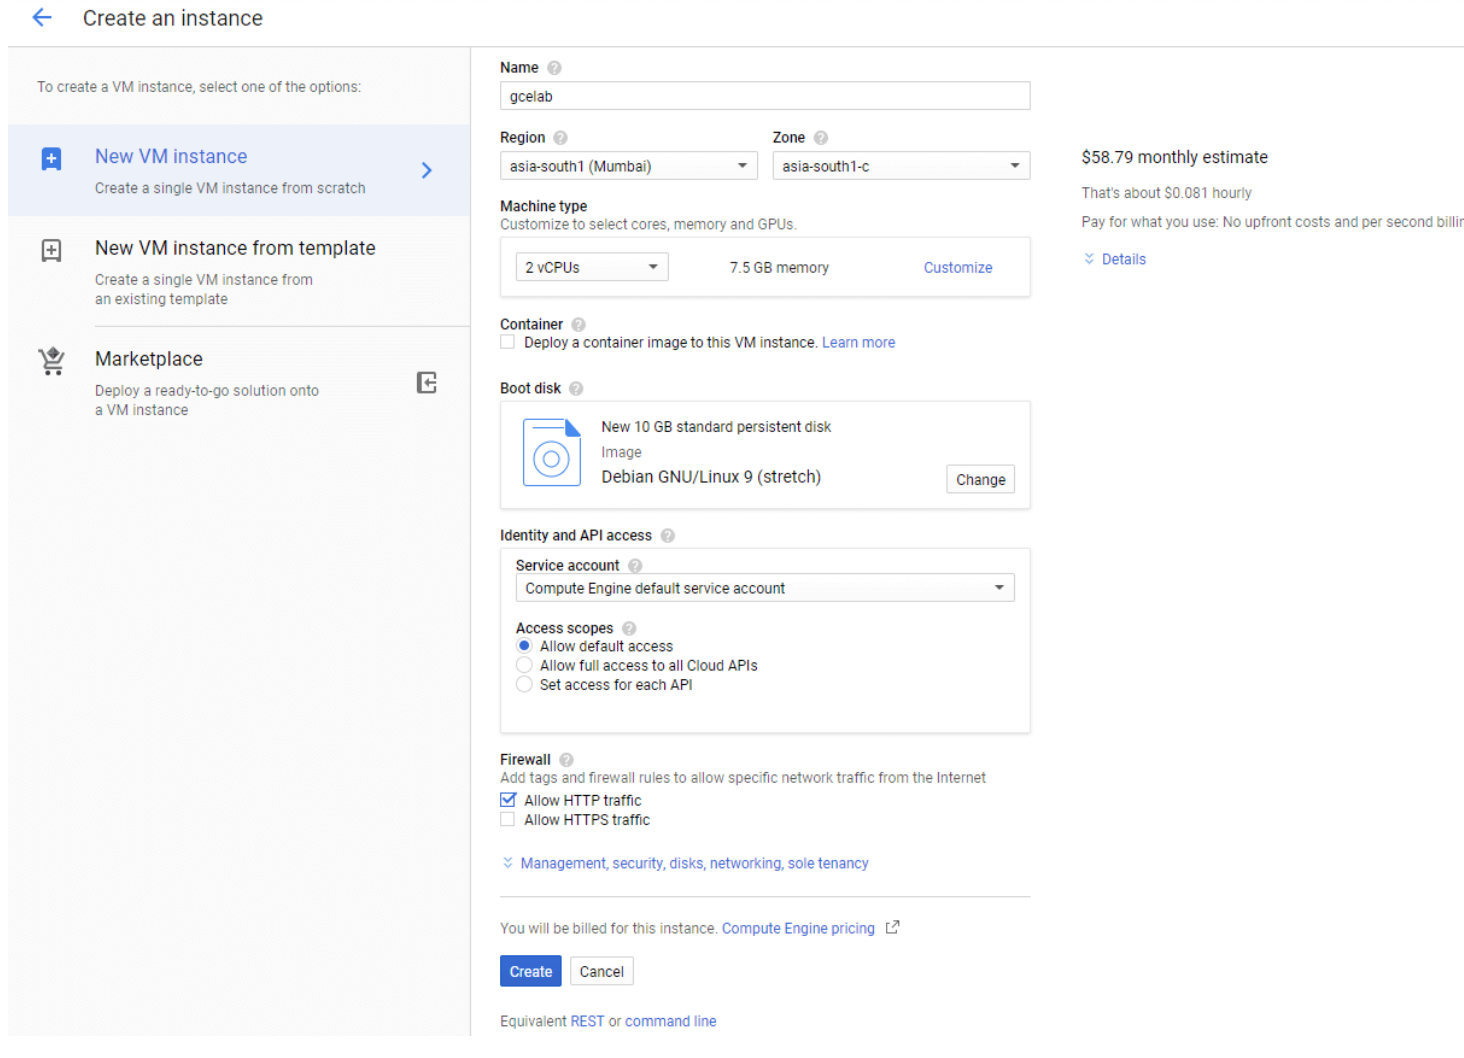 Create an instance
To create a VM instance, select one of the options:
New VM instance
Create a single VM instance from scratch
New VM instance from template
Create a single VM instance from
an existing template
Marketplace
Deploy a ready-to-go solution onto
a VM instance
Name
gcelab
Region
Zone
asia-south1 (Mumbai)
asia-south1-c
Machine type
Customize to select cores, memory and GPUs.
2 vCPUs
7.5 GB memory
Customize
Container
Deploy a container image to this VM instance. Learn more
Boot disk
New 10 GB standard persistent disk
Image
Debian GNU/Linux 9 (stretch)
Change
Identity and API access
Service account
Compute Engine default service account
Access scopes
Allow default access
Allow full access to all Cloud APIs
Set access for each API
Firewall
Add tags and firewall rules to allow specific network traffic from the Internet
Allow HTTP traffic
Allow HTTPS traffic
Management, security, disks, networking, sole tenancy
You will be billed for this instance. Compute Engine pricing
Create
Cancel
Equivalent REST or command line
$58.79 monthly estimate
That's about $0.081 hourly
Pay for what you use: No upfront costs and per second
Details